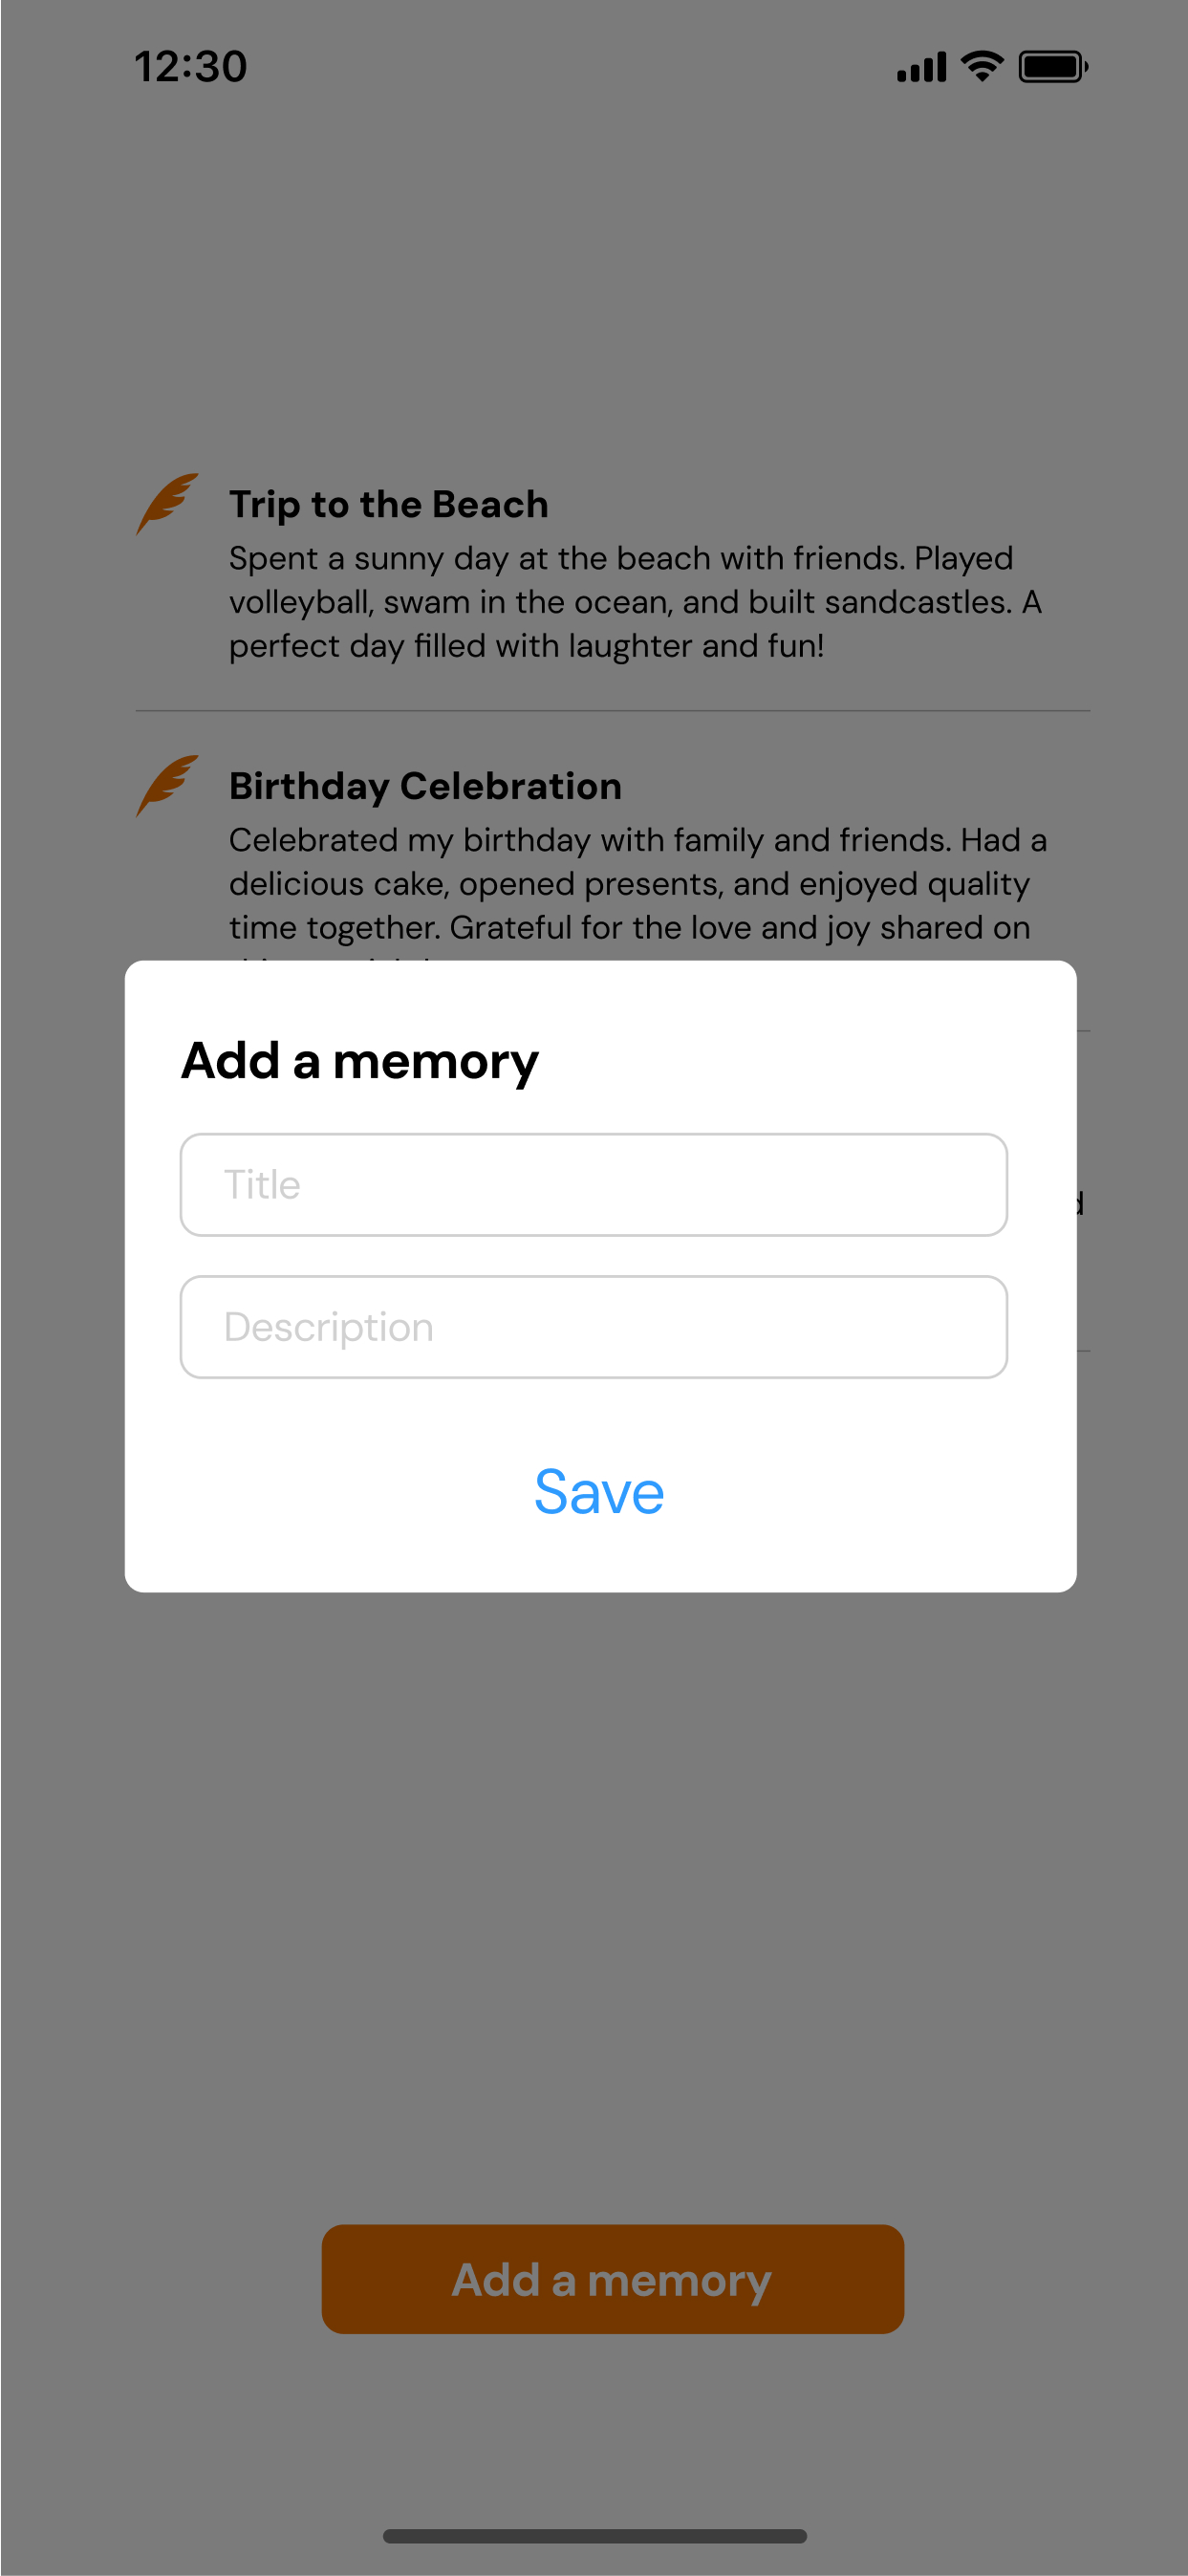 12:30
Trip to the Beach
Spent a sunny day at the beach with friends. Played
volleyball, swam in the ocean, and built sandcastles. A
perfect day filled with laughter and fun!
Birthday Celebration
Celebrated my birthday with family and friends. Had a
delicious cake, opened presents, and enjoyed quality
time together. Grateful for the love and joy shared on
Add a memory
Title
Description
Save
Add a memory